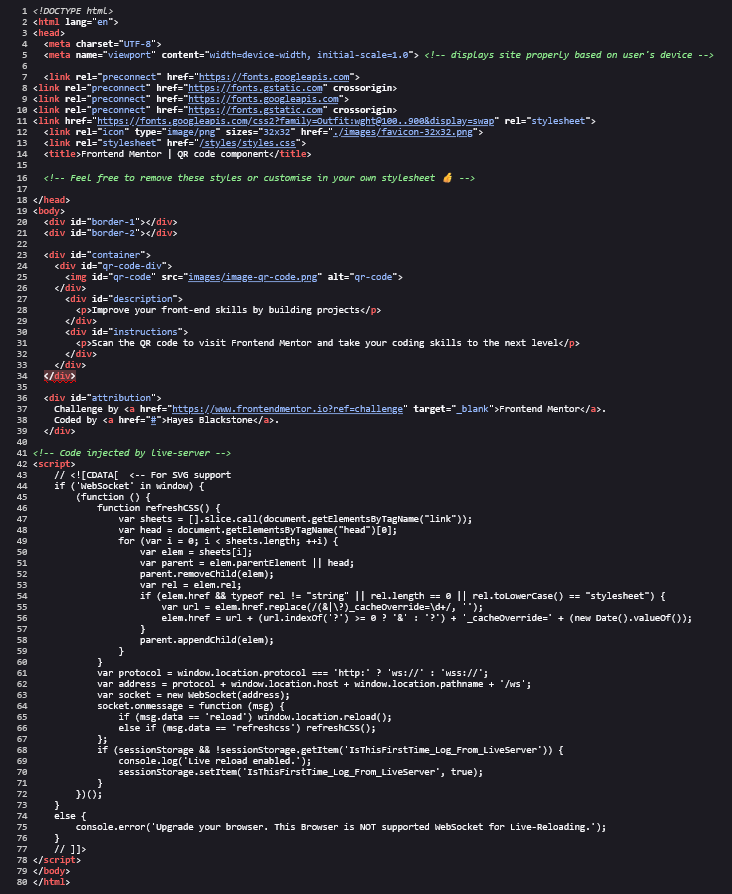 1 <!DOCTYPE html>
2 <html lang="en">
3 <head>
4 <meta charset="UTF-8">
5 <meta name="viewport" content="width=device-width, initial-scale=1.0"> <!-- displays site properly based on user's device -->
6
7 <link rel="preconnect" href="https://fonts.googleapis.com">
8 <link rel="preconnect" href="https://fonts.gstatic.com" crossorigin>
9 <link rel="preconnect" href="https://fonts.googleapis.com">
10 <link rel="preconnect" href="https://fonts.gstatic.com" crossorigin>
11 <link href="https://fonts.googleapis.com/css2?family=Outfit:wght@100..900&display=swap" rel="stylesheet">
12 <link rel="icon" type="image/png" sizes="32x32" href="./images/favicon-32x32.png">
13 <link rel="stylesheet" href="/styles/styles.css">
14 <title>Frontend Mentor | QR code component</title>
15
16 <!-- Feel free to remove these styles or customise in your own stylesheet 👍 -->
17
18 </head>
19 <body>
20 <div id="border-1"></div>
21 <div id="border-2"></div>
22
23 <div id="container">
24 <div id="qr-code-div">
25 <img id="qr-code" src="images/image-qr-code.png" alt="qr-code">
26 </div>
27 <div id="description">
28 <p>Improve your front-end skills by building projects</p>
29 </div>
30 <div id="instructions">
31 <p>Scan the QR code to visit Frontend Mentor and take your coding skills to the next level</p>
32 </div>
33 </div>
34 </div>
35
36 <div id="attribution">
37 Challenge by <a href="https://www.frontendmentor.io?ref=challenge" target="_blank">Frontend Mentor</a>.
38 Coded by <a href="#">Hayes Blackstone</a>.
39 </div>
40
41 <!-- Code injected by live-server -->
42 <script>
43 // <![CDATA[ <-- For SVG support
44 if ('WebSocket' in window) {
45 (function () {
46 function refreshCSS() {
47 var sheets = [].slice.call(document.getElementsByTagName("link"));
48 var head = document.getElementsByTagName("head")[0];
49 for (var i = 0; i < sheets.length; ++i) {
50 var elem = sheets[i];
51 var parent = elem.parentElement || head;
52 parent.removeChild(elem);
53 var rel = elem.rel;
54 if (elem.href && typeof rel != "string" || rel.length == 0 || rel.toLowerCase() == "stylesheet") {
55 var url = elem.href.replace(/(&|\?)_cacheOverride=\d+/, '');
56 elem.href = url + (url.indexOf('?') >= 0 ? '&' : '?') + '_cacheOverride=' + (new Date().valueOf());
57 }
58 parent.appendChild(elem);
59 }
60 }
61 var protocol = window.location.protocol === 'http:' ? 'ws://' : 'wss://';
62 var address = protocol + window.location.host + window.location.pathname + '/ws';
63 var socket = new WebSocket(address);
64 socket.onmessage = function (msg) {
65 if (msg.data == 'reload') window.location.reload();
66 else if (msg.data == 'refreshcss') refreshCSS();
67 };
68 if (sessionStorage && !sessionStorage.getItem('IsThisFirstTime_Log_From_LiveServer')) {
69 console.log('Live reload enabled.');
70 sessionStorage.setItem('IsThisFirstTime_Log_From_LiveServer', true);
71 }
72 })();
73 }
74 else {
75 console.error('Upgrade your browser. This Browser is NOT supported WebSocket for Live-Reloading.');
76 }
77 // ]]>
78 </script>
79 </body>
80 </html>